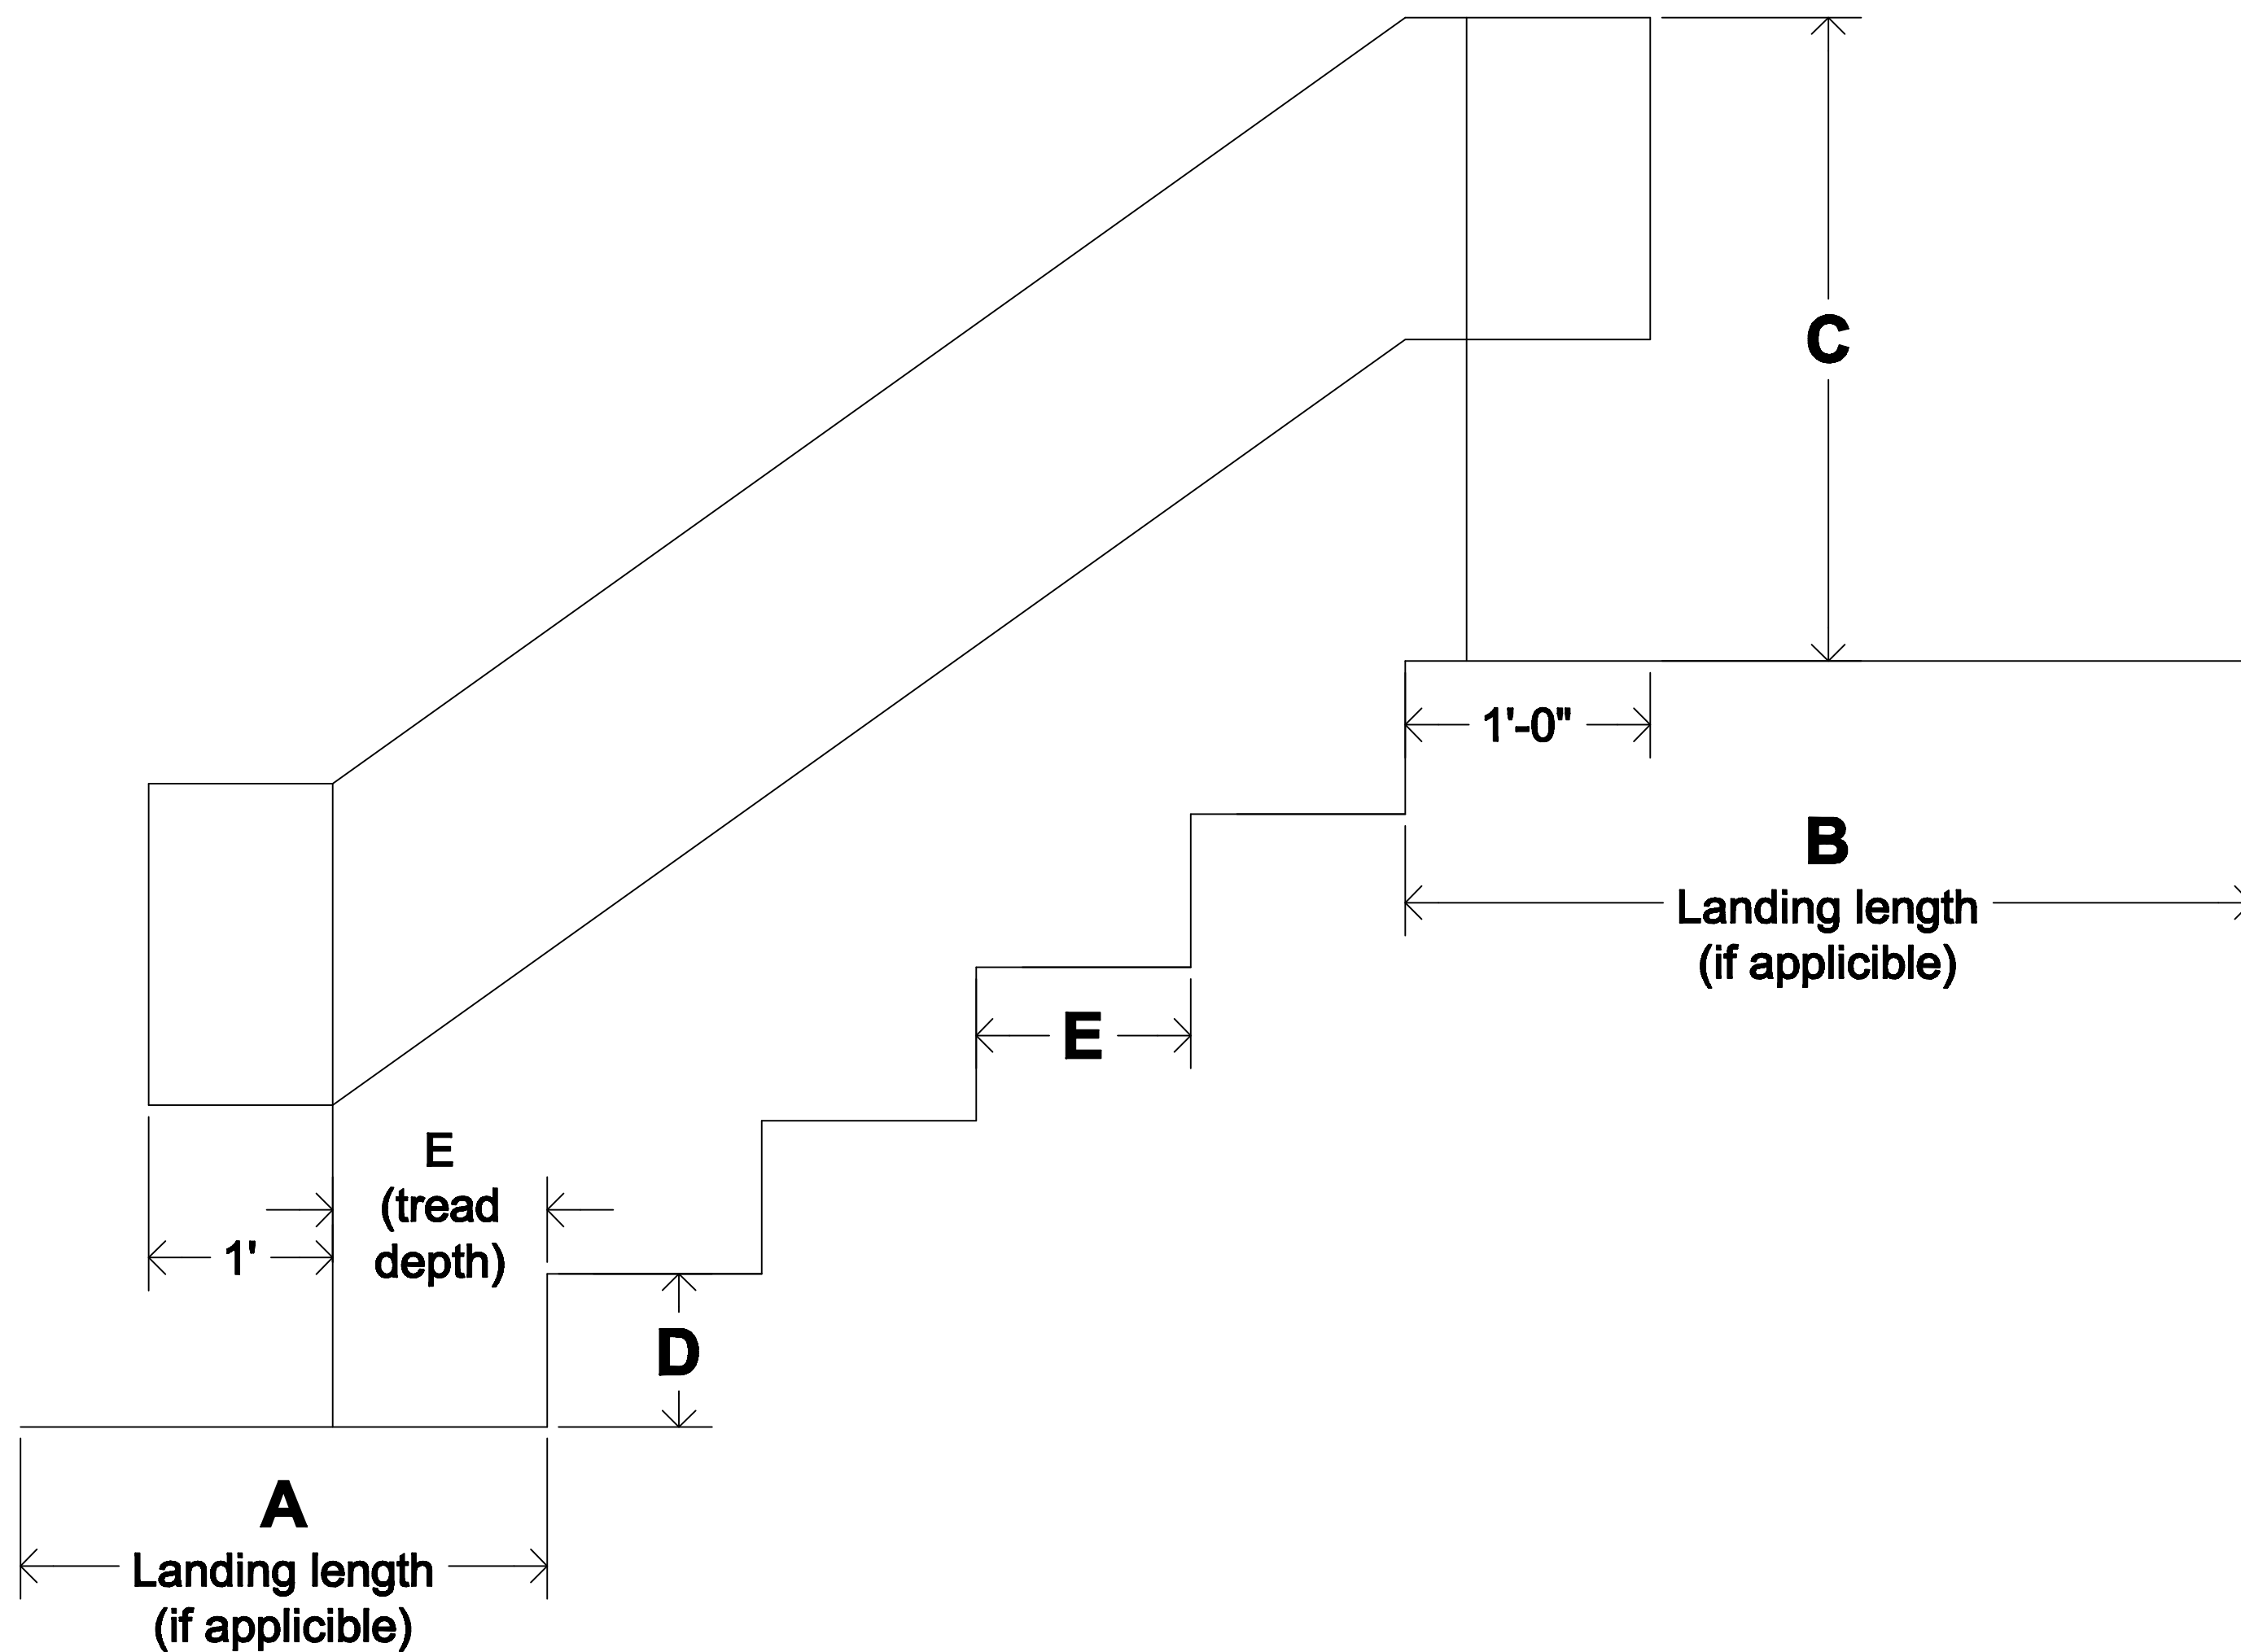 C
1'-0"
B
Landing length
(if applicible)
E
E
(tread
depth)
1'
D
A
Landing length
(if applicible)